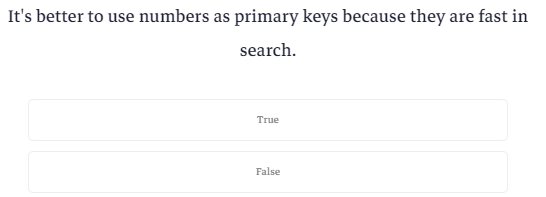 It's better to use numbers as primary keys because they are fast in
search.
True
False